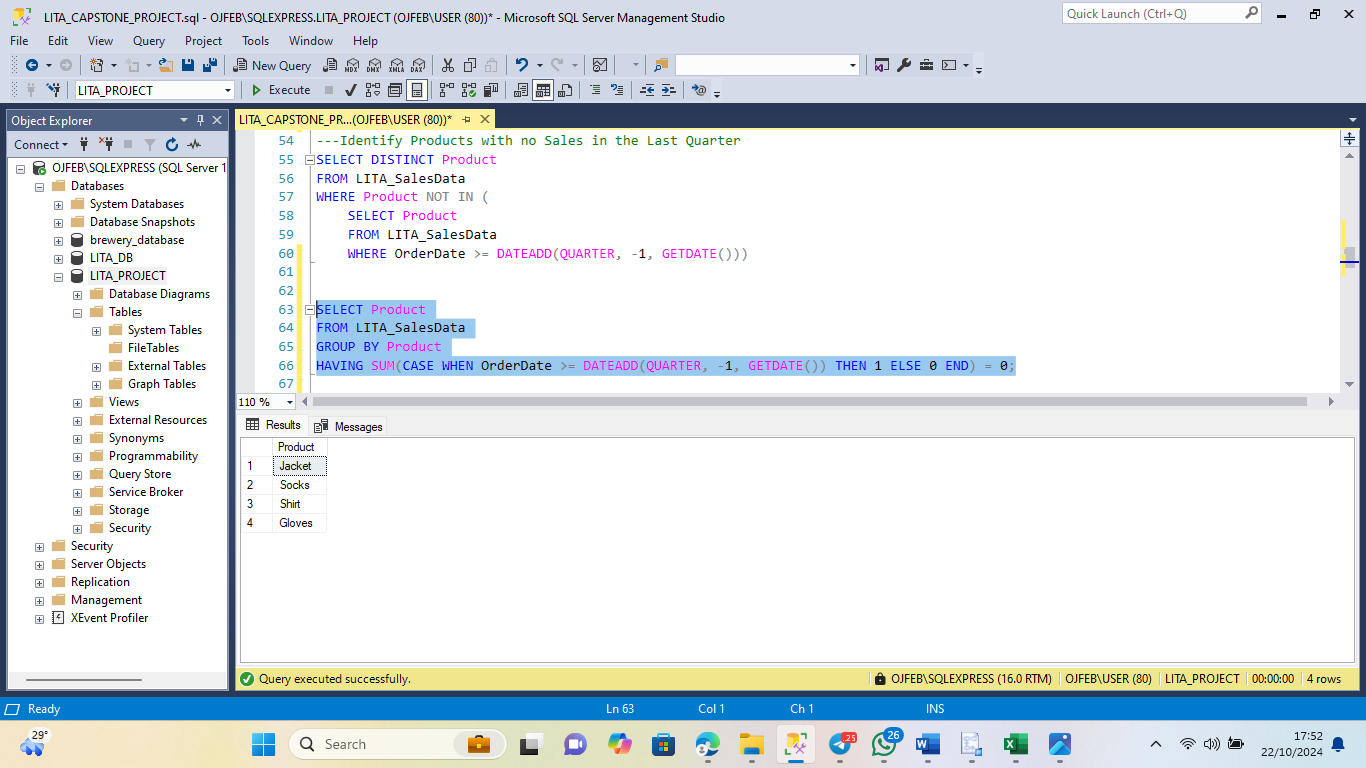 LITA_CAPSTONE_PROJECT.sql - OJFEB\SQLEXPRESS.LITA_PROJECT (OJFEB\USER (80))* - Microsoft SQL Server Management Studio
Quick Launch (Ctrl+Q)
File Edit View Query Project Tools Window Help
New Query MDX DMX XMLA DAX
LITA_PROJECT Execute
Object Explorer
LITA_CAPSTONE_PR...(OJFEB\USER (80))*
Connect
OJFEB\SQLEXPRESS (SQL Server 1
Databases
System Databases
Database Snapshots
brewery_database
LITA_DB
LITA_PROJECT
Database Diagrams
Tables
System Tables
FileTables
External Tables
Graph Tables
Views
External Resources
Synonyms
Programmability
Query Store
Service Broker
Storage
Security
Security
Server Objects
Replication
Management
XEvent Profiler
54 ---Identify Products with no Sales in the Last Quarter
55 SELECT DISTINCT Product
56 FROM LITA_SalesData
57 WHERE Product NOT IN (
58 SELECT Product
59 FROM LITA_SalesData
60 WHERE OrderDate >= DATEADD(QUARTER, -1, GETDATE()))
61
62
63 SELECT Product
64 FROM LITA_SalesData
65 GROUP BY Product
66 HAVING SUM(CASE WHEN OrderDate >= DATEADD(QUARTER, -1, GETDATE()) THEN 1 ELSE 0 END) = 0;
67
110 %
Results Messages
Product
1 Jacket
2 Socks
3 Shirt
4 Gloves
Query executed successfully. OJFEB\SQLEXPRESS (16.0 RTM) OJFEB\USER (80) LITA_PROJECT 00:00:00 4 rows
Ready Ln 63 Col 1 Ch 1 INS
29°
Search
25
26
17:52
22/10/2024